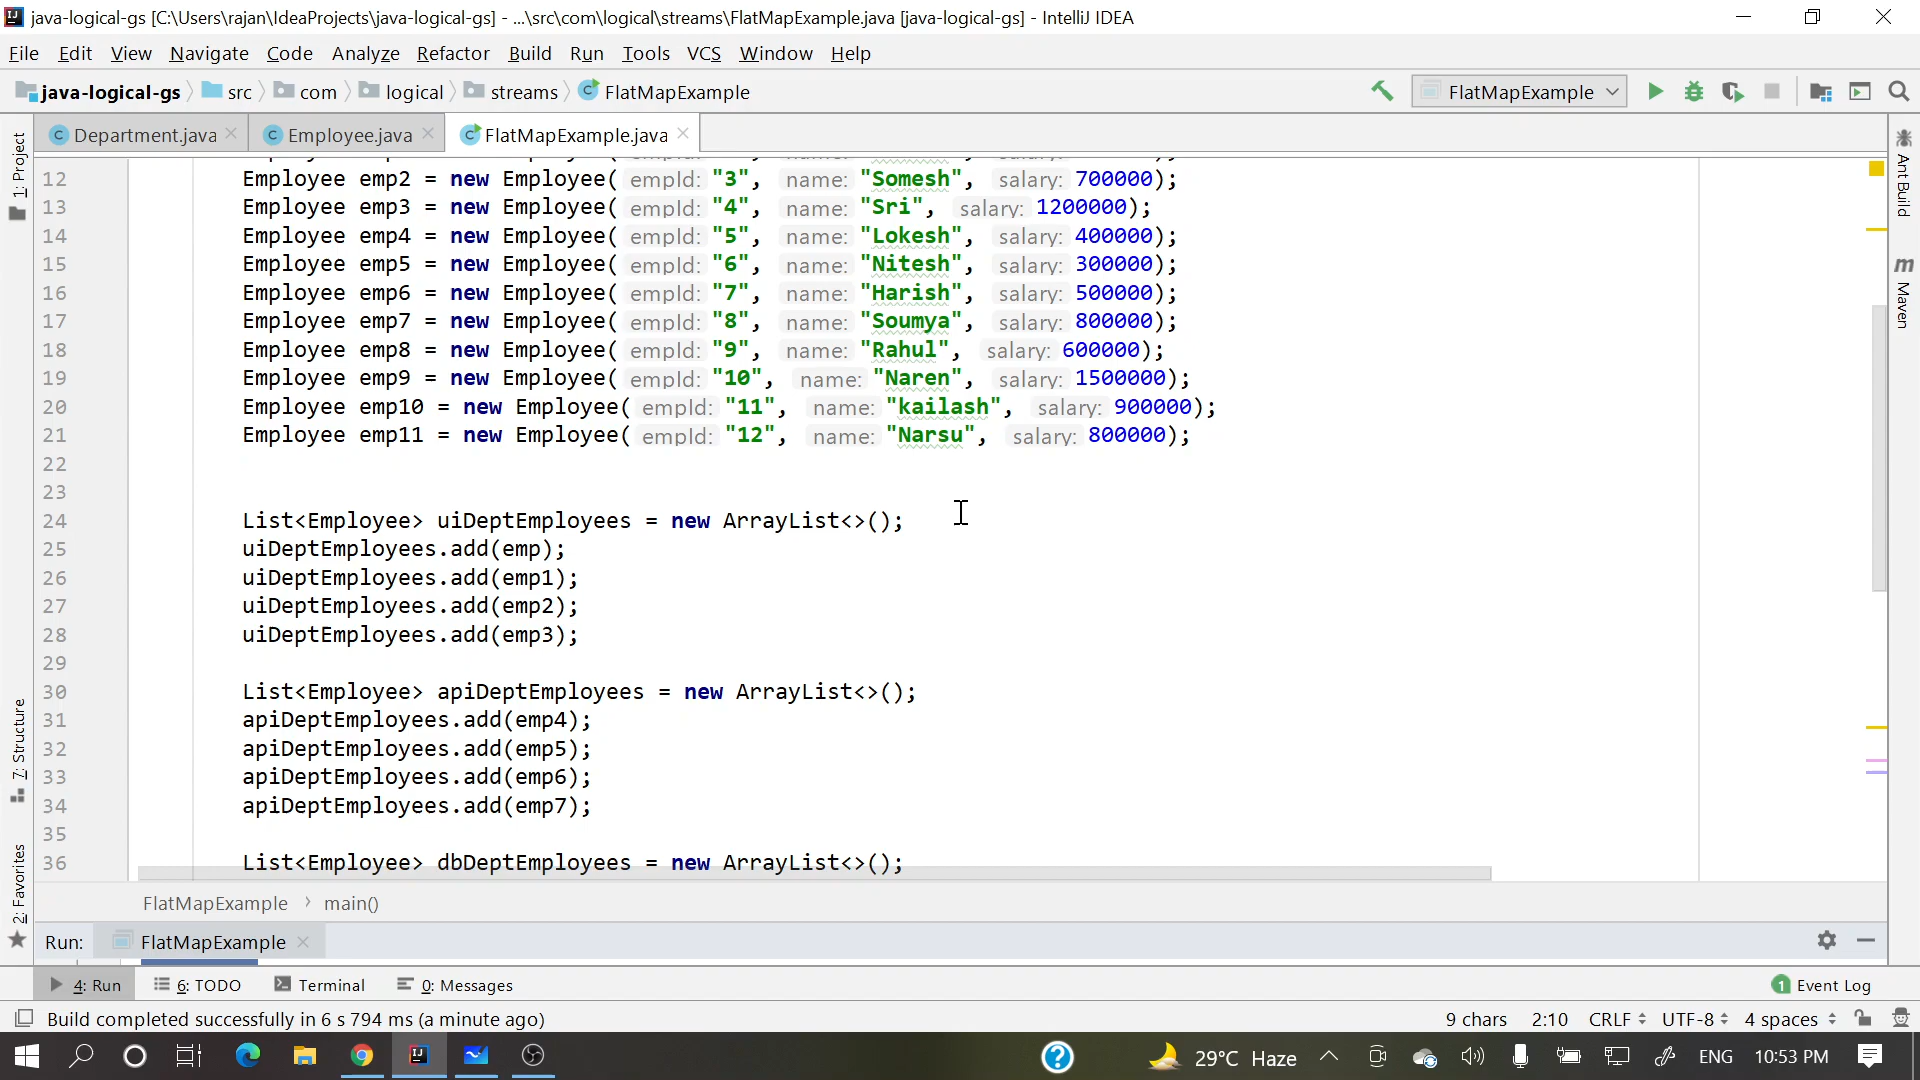 java-logical-gs [C:\Users\rajan\IdeaProjects\java-logical-gs] - ...\src\com\logical\streams\FlatMapExample.java [java-logical-gs] - IntelliJ IDEA
File Edit View Navigate Code Analyze Refactor Build Run Tools VCS Window Help
java-logical-gs src com logical streams FlatMapExample FlatMapExample
Department.java Employee.java FlatMapExample.java
1: Project
7: Structure
2: Favorites
12 Employee emp2 = new Employee( empId: "3", name: "Somesh", salary: 700000);
13 Employee emp3 = new Employee( empId: "4", name: "Sri", salary: 1200000);
14 Employee emp4 = new Employee( empId: "5", name: "Lokesh", salary: 400000);
15 Employee emp5 = new Employee( empId: "6", name: "Nitesh", salary: 300000);
16 Employee emp6 = new Employee( empId: "7", name: "Harish", salary: 500000);
17 Employee emp7 = new Employee( empId: "8", name: "Soumya", salary: 800000);
18 Employee emp8 = new Employee( empId: "9", name: "Rahul", salary: 600000);
19 Employee emp9 = new Employee( empId: "10", name: "Naren", salary: 1500000);
20 Employee emp10 = new Employee( empId: "11", name: "kailash", salary: 900000);
21 Employee emp11 = new Employee( empId: "12", name: "Narsu", salary: 800000);
22
23
24 List<Employee> uiDeptEmployees = new ArrayList<>();
25 uiDeptEmployees.add(emp);
26 uiDeptEmployees.add(emp1);
27 uiDeptEmployees.add(emp2);
28 uiDeptEmployees.add(emp3);
29
30 List<Employee> apiDeptEmployees = new ArrayList<>();
31 apiDeptEmployees.add(emp4);
32 apiDeptEmployees.add(emp5);
33 apiDeptEmployees.add(emp6);
34 apiDeptEmployees.add(emp7);
35
36 List<Employee> dbDeptEmployees = new ArrayList<>();
Ant Build
m Maven
FlatMapExample › main()
Run: FlatMapExample
4: Run 6: TODO Terminal 0: Messages 1 Event Log
Build completed successfully in 6 s 794 ms (a minute ago) 9 chars 2:10 CRLF UTF-8 4 spaces
29°C Haze ENG 10:53 PM